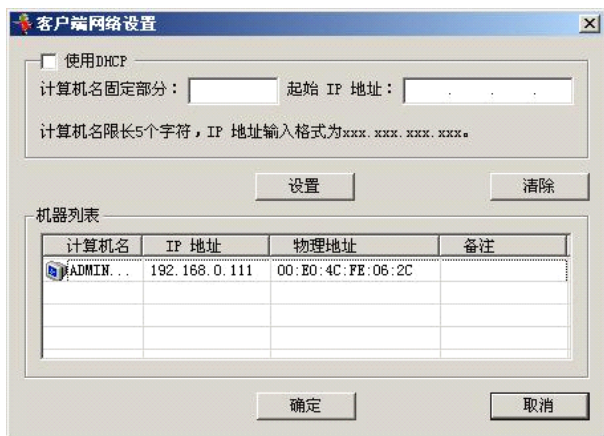 客户端网络设置
使用DHCP
计算机名固定部分： 起始 IP 地址： . . .
计算机名限长5个字符，IP 地址输入格式为xxx.xxx.xxx.xxx。
设置 清除
机器列表
计算机名 IP 地址 物理地址 备注
ADMIN... 192.168.0.111 00:E0:4C:FE:06:2C
确定 取消